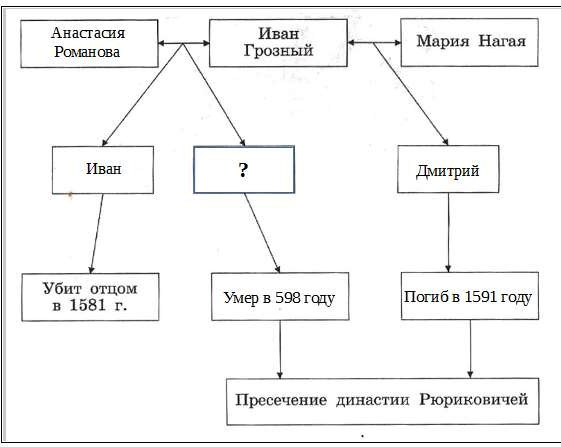 Анастасия
Романова
Иван
Грозный
Мария Нагая
Иван
?
Дмитрий
Убит отцом
в 1581 г.
Умер в 598 году
Погиб в 1591 году
Пресечение династии Рюриковичей